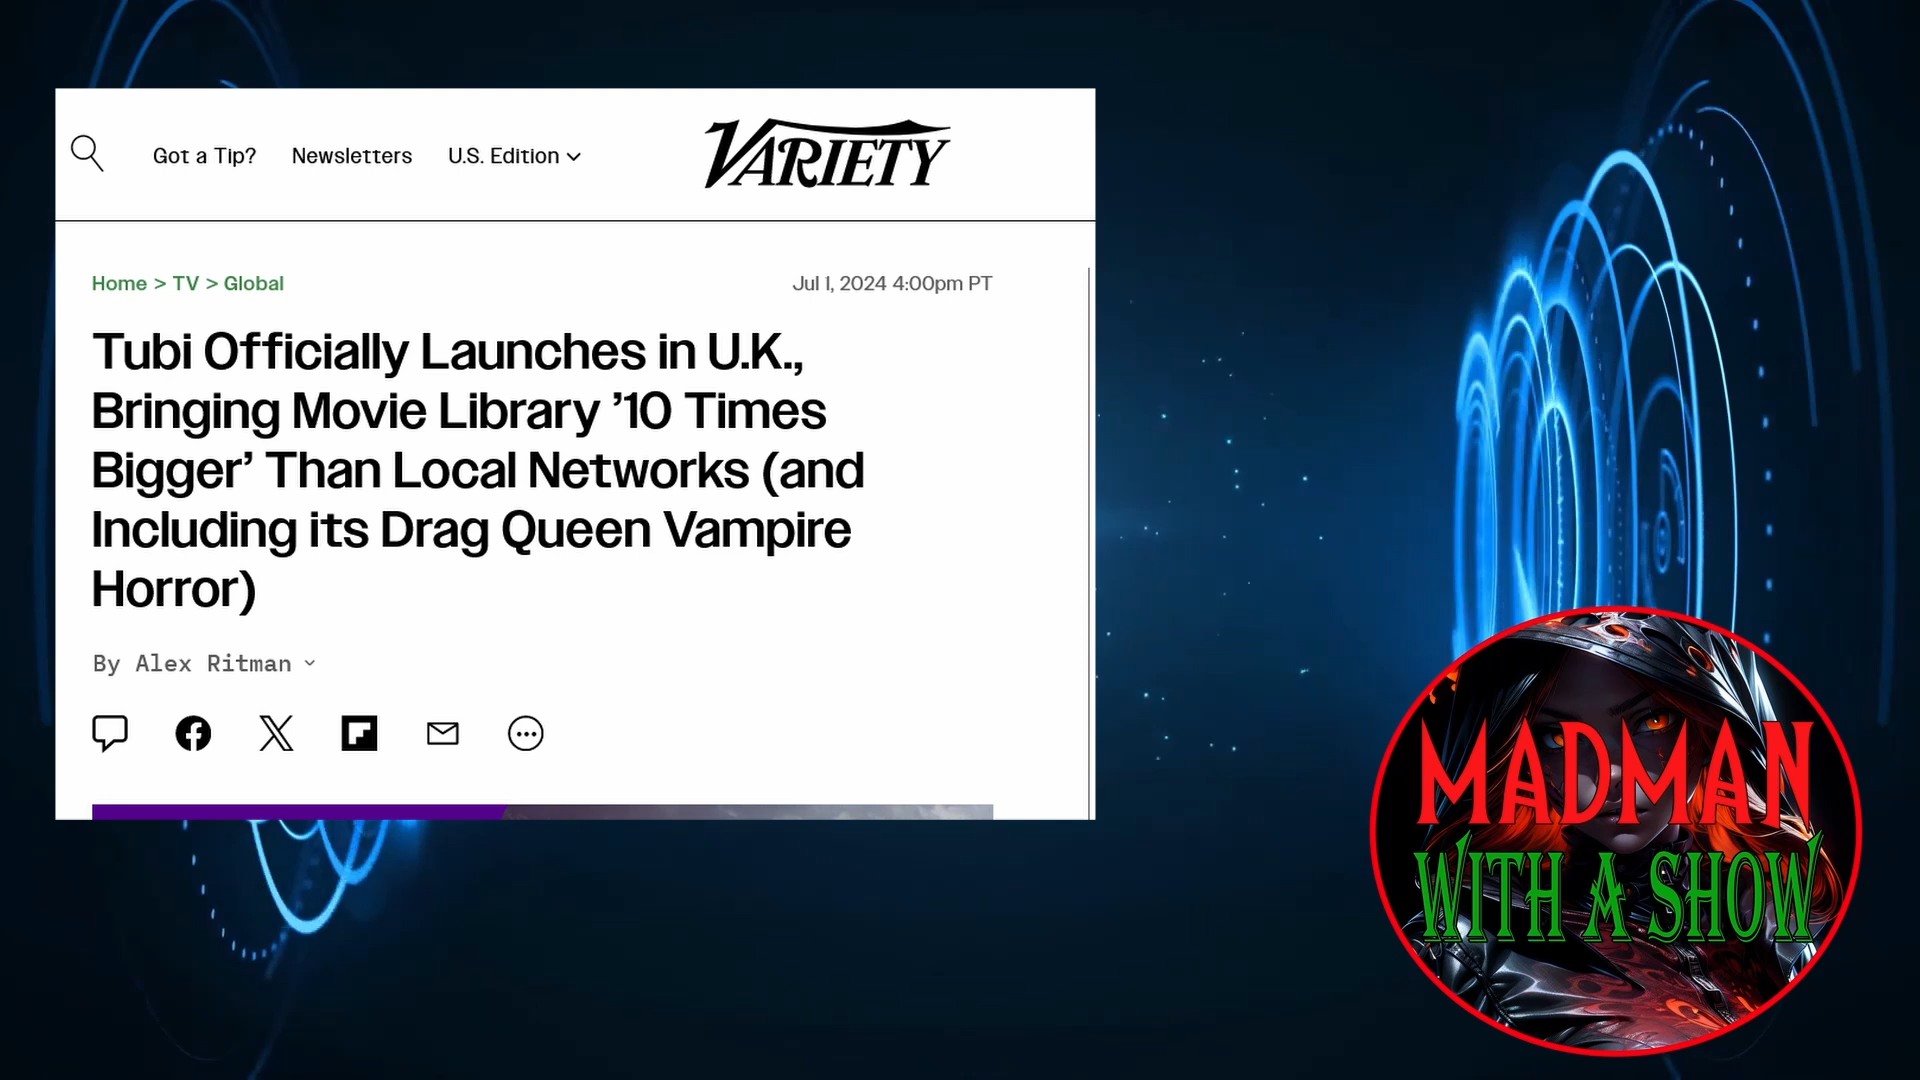 Got a Tip? Newsletters U.S. Edition VARIETY
Home > TV > Global Jul 1, 2024 4:00pm PT
Tubi Officially Launches in U.K.,
Bringing Movie Library ’10 Times
Bigger’ Than Local Networks (and
Including its Drag Queen Vampire
Horror)
By Alex Ritman
MADMAN
WITH A SHOW